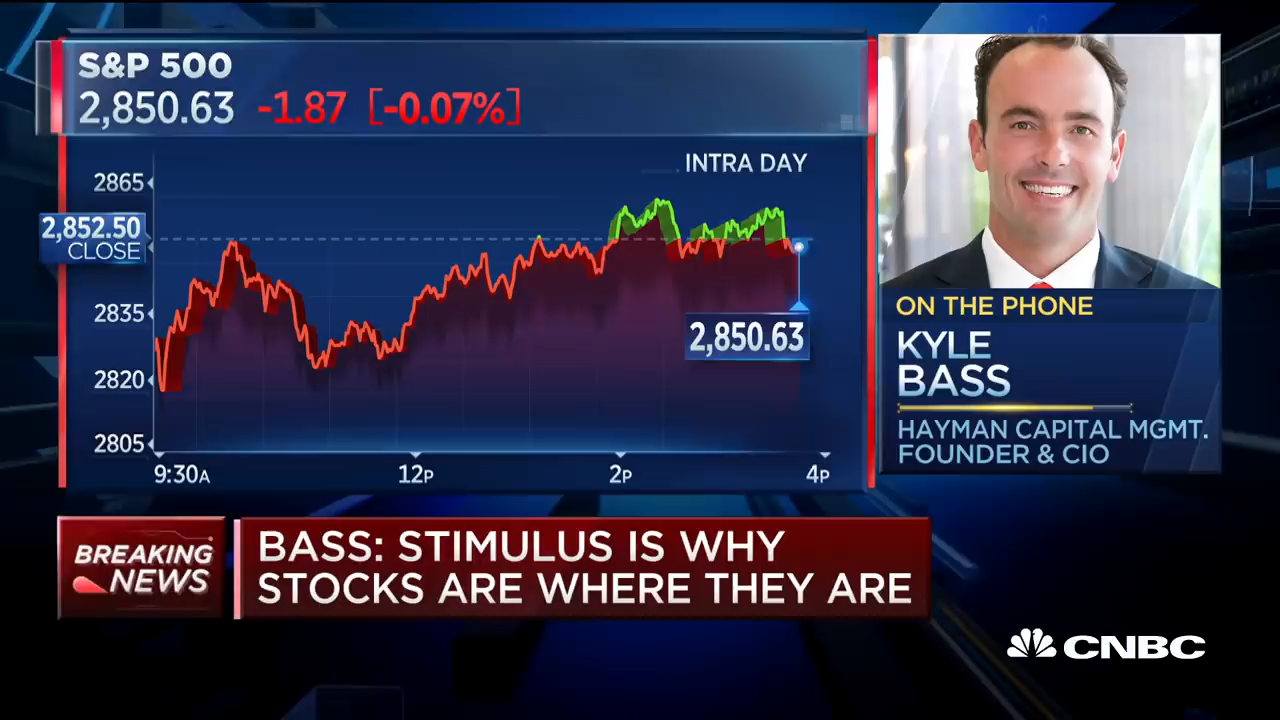 S&P 500
2,850.63 -1.87 [-0.07%]
INTRA DAY
2865
2,852.50
CLOSE
2835
2,850.63
2820
2805
9:30A 12P 2P 4P
ON THE PHONE
KYLE
BASS
HAYMAN CAPITAL MGMT.
FOUNDER & CIO
BREAKING
NEWS
BASS: STIMULUS IS WHY
STOCKS ARE WHERE THEY ARE
CNBC